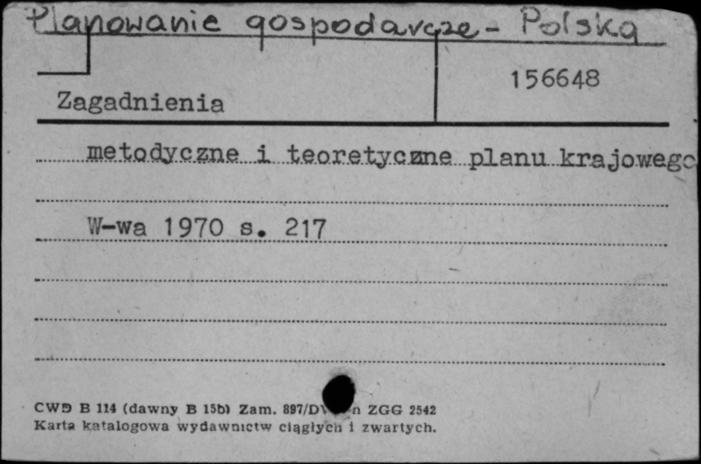 Planowanie gospodarcze - Polska
156648
Zagadnienia
metodyczne i teoretyczne planu krajowego
W-wa 1970 s. 217
CWD B 114 (dawny B 15b) Zam. 897/D ZGG 2542
Karta katalogowa wydawnictw ciągłych i zwartych.